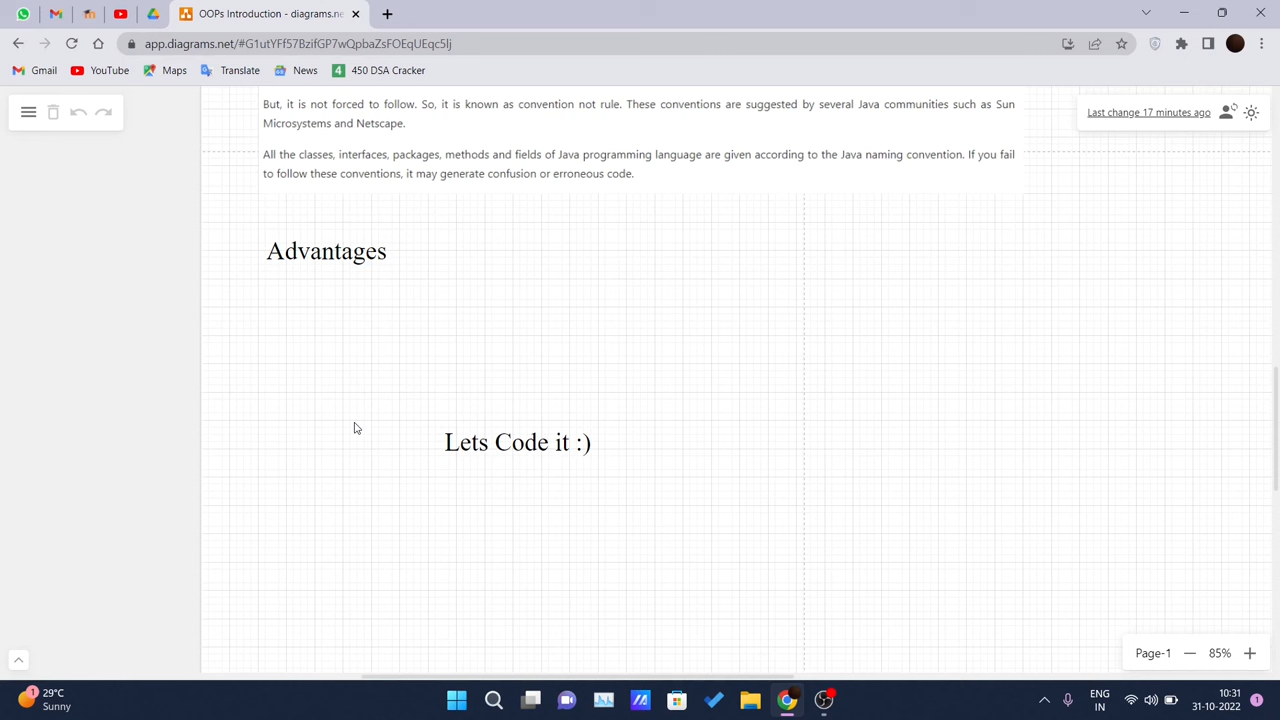 OOPs Introduction - diagrams.ne
app.diagrams.net/#G1utYFf57BzifGP7wQpbaZsFOEqUEqc5lj
Gmail YouTube Maps Translate News 4 450 DSA Cracker
But, it is not forced to follow. So, it is known as convention not rule. These conventions are suggested by several Java communities such as Sun
Microsystems and Netscape.
Last change 17 minutes ago
All the classes, interfaces, packages, methods and fields of Java programming language are given according to the Java naming convention. If you fail
to follow these conventions, it may generate confusion or erroneous code.
Advantages
Lets Code it :)
Page-1 85%
1 29°C
Sunny
ENG
IN
10:31
31-10-2022
1